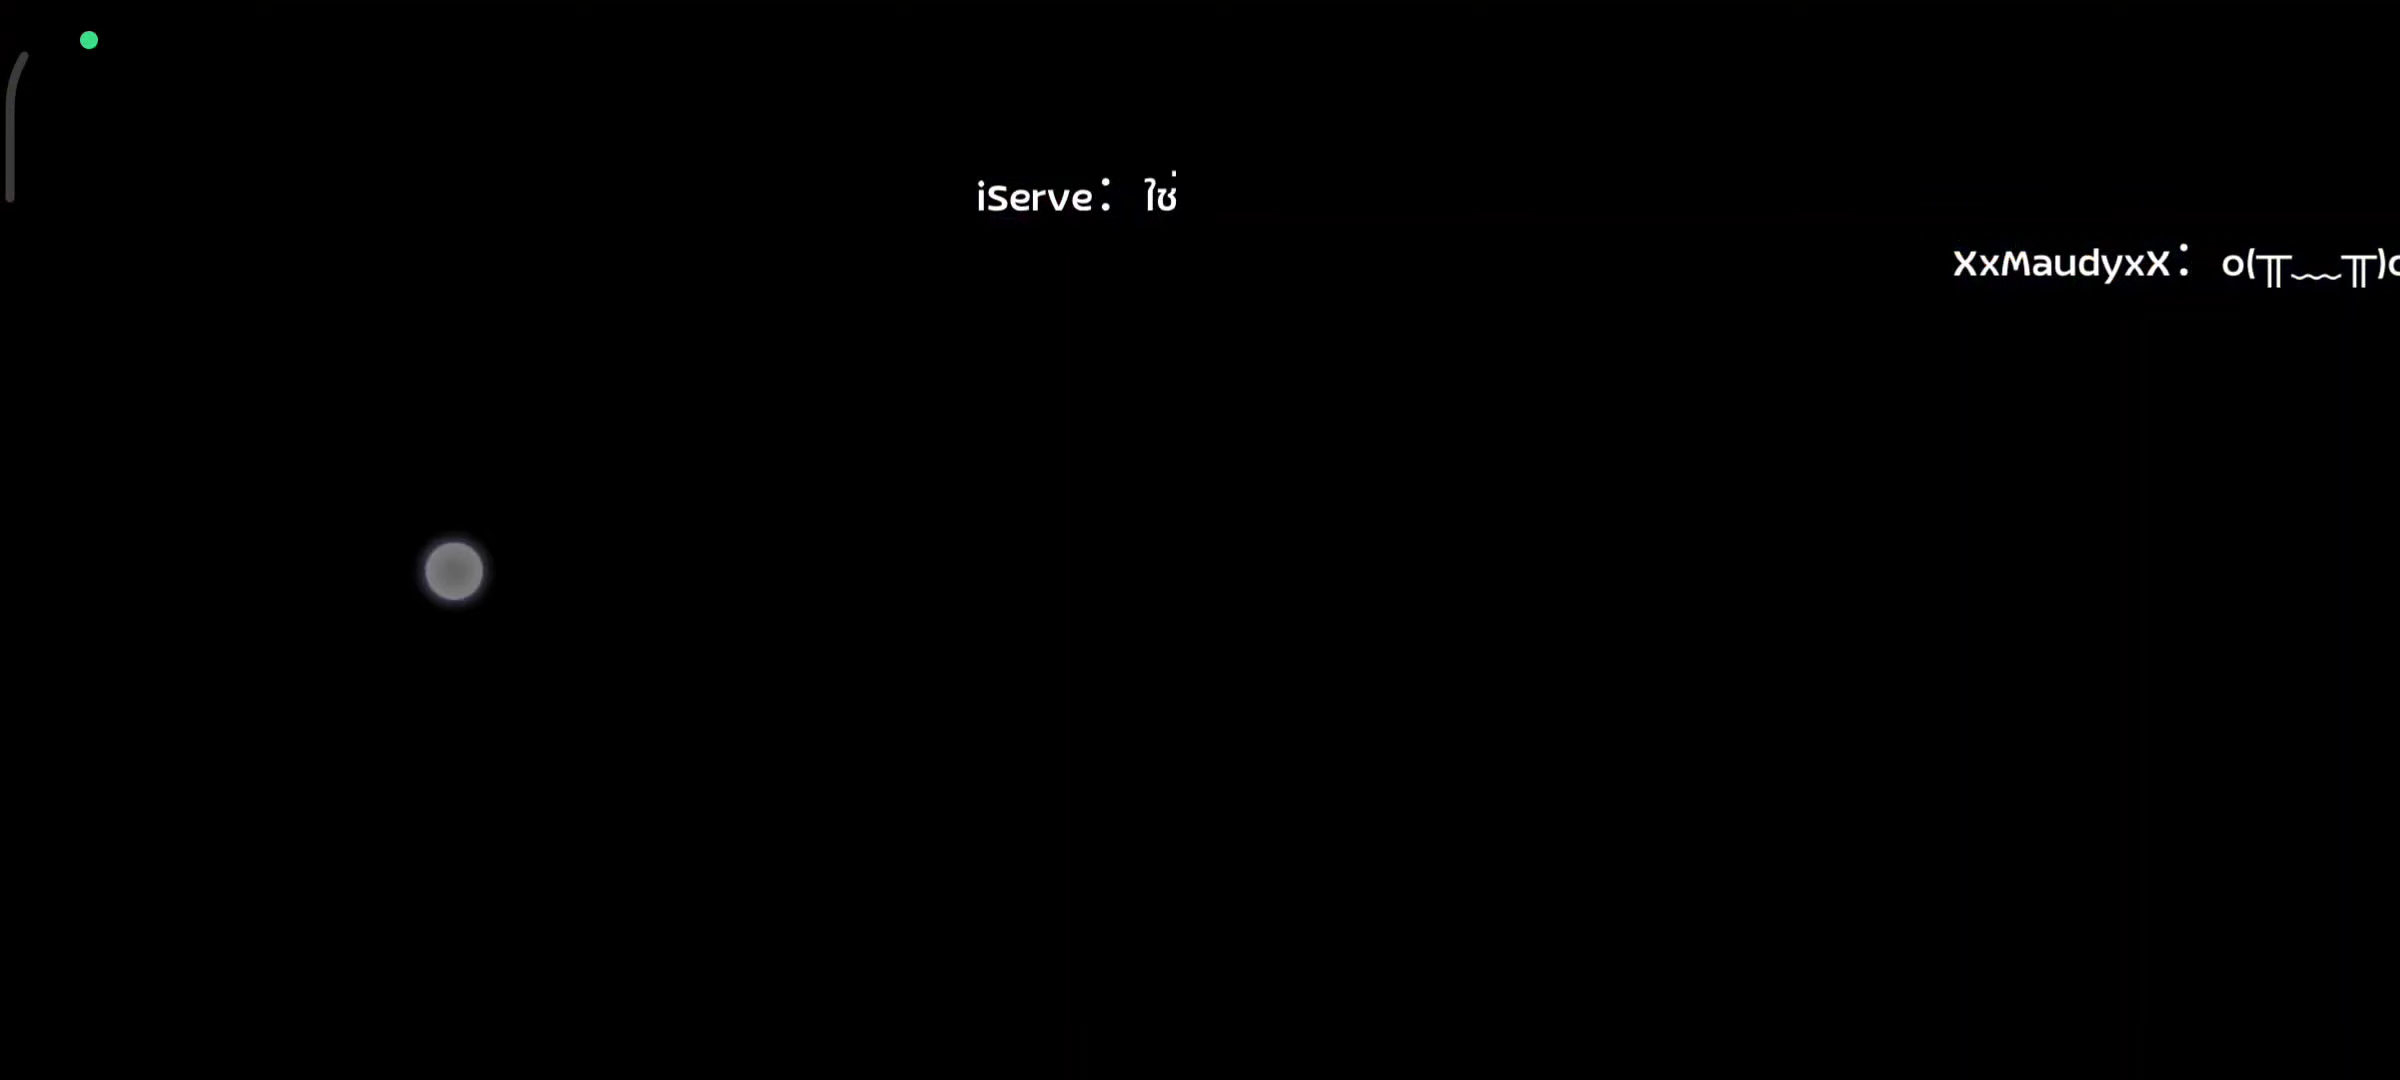 iServe： ใช่
XxMaudyxX： o(╥﹏╥)o